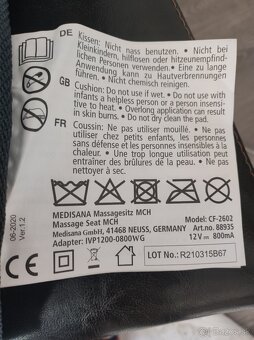 DE Kissen: Nicht nass benutzen. • Nicht bei
Kleinkindern, hilflosen oder hitzeunempfind-
lichen Personen verwenden. • Eine zu lange
Anwendung kann zu Hautverbrennungen
führen. • Nicht chemisch reinigen.
GB Cushion: Do not use if wet. • Do not use with
infants a helpless person or a person insensi-
tive to heat. • Overlong application can result
in skin burns. • Do not dry clean the pad.
FR Coussin: Ne pas utiliser mouillé. • Ne pas
utiliser chez petits enfants, les personnes
sans défense et des personnes insensibles à la
chaleur. • Une trop longue utilisation peut
entraîner des brûlures de la peau. • Ne pas
nettoyer à sec.
MEDISANA Massagesitz MCH
Massage Seat MCH Model: CF-2602
Medisana GmbH, 41468 NEUSS, GERMANY Art.no. 88935
Adapter: IVP1200-0800WG 12V 800mA
06-2020
Ver.1.2
CE
LOT No.: R210315B67